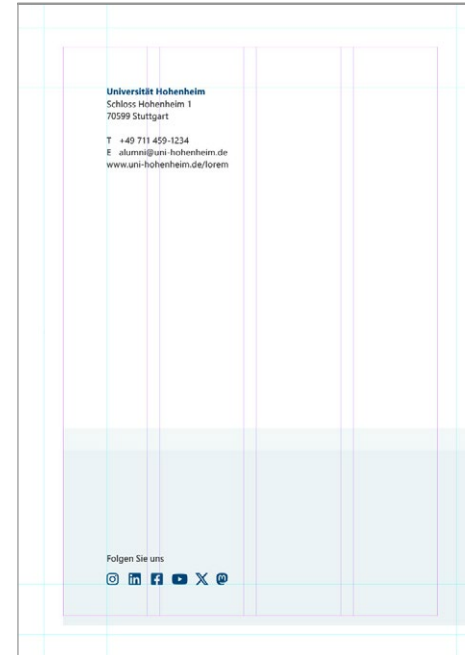 Universität Hohenheim
Schloss Hohenheim 1
70599 Stuttgart
T +49 711 459-1234
E alumni@uni-hohenheim.de
www.uni-hohenheim.de/lorem
Folgen Sie uns